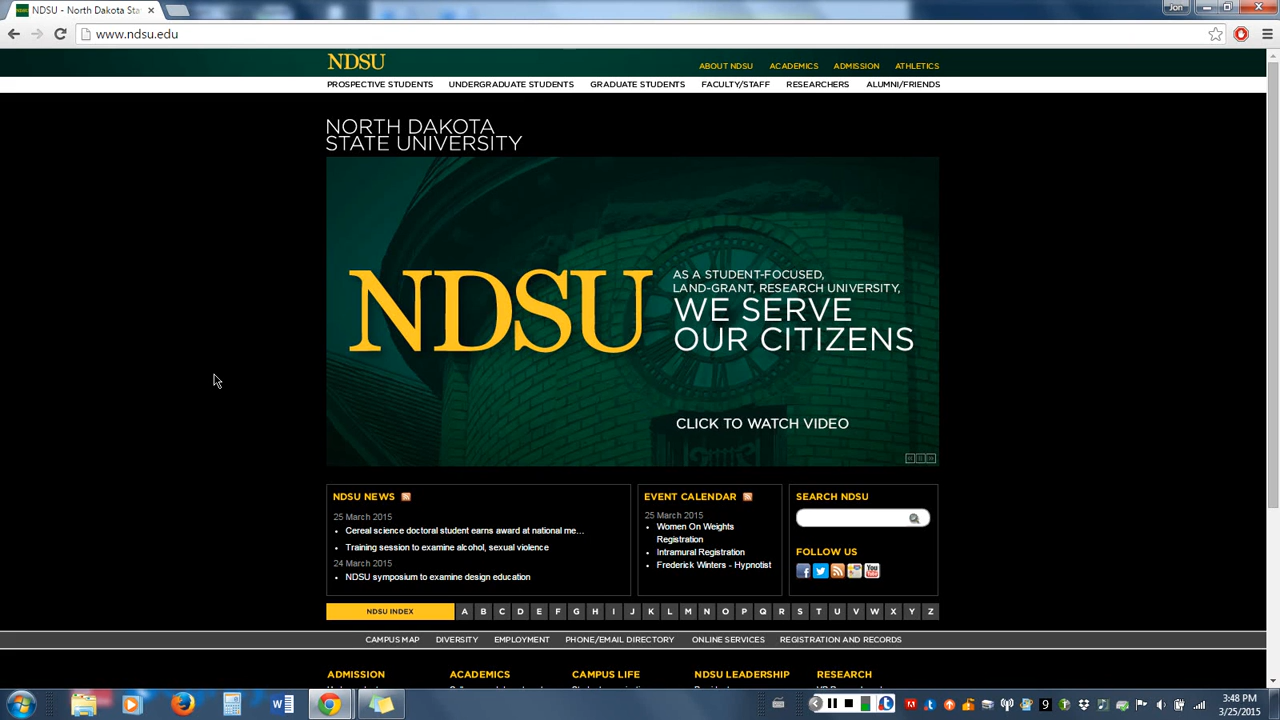 NDSU - North Dakota Sta
Jon
www.ndsu.edu
NDSU
ABOUT NDSU ACADEMICS ADMISSION ATHLETICS
PROSPECTIVE STUDENTS UNDERGRADUATE STUDENTS GRADUATE STUDENTS FACULTY/STAFF RESEARCHERS ALUMNI/FRIENDS
NORTH DAKOTA
STATE UNIVERSITY
NDSU
AS A STUDENT-FOCUSED,
LAND-GRANT, RESEARCH UNIVERSITY,
WE SERVE
OUR CITIZENS
CLICK TO WATCH VIDEO
NDSU NEWS
25 March 2015
Cereal science doctoral student earns award at national me...
Training session to examine alcohol, sexual violence
24 March 2015
NDSU symposium to examine design education
EVENT CALENDAR
25 March 2015
Women On Weights
Registration
Intramural Registration
Frederick Winters - Hypnotist
SEARCH NDSU
FOLLOW US
You
NDSU INDEX A B C D E F G H I J K L M N O P Q R S T U V W X Y Z
CAMPUS MAP DIVERSITY EMPLOYMENT PHONE/EMAIL DIRECTORY ONLINE SERVICES REGISTRATION AND RECORDS
ADMISSION ACADEMICS CAMPUS LIFE NDSU LEADERSHIP RESEARCH
3:48 PM
3/25/2015